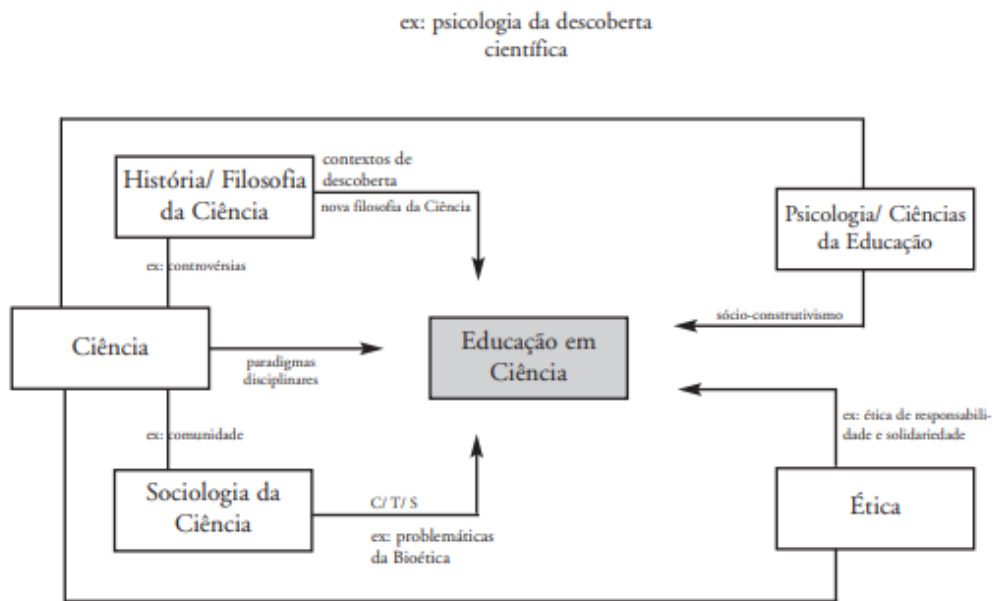 ex: psicologia da descoberta
científica
História/ Filosofia
da Ciência
contextos de
descoberta
nova filosofia da Ciência
Psicologia/ Ciências
da Educação
ex: controvérsias
sócio-construtivismo
Ciência
paradigmas
disciplinares
Educação em
Ciência
ex: comunidade
ex: ética de responsabili-
dade e solidariedade
Sociologia da
Ciência
C/ T/ S
ex: problemáticas
da Bioética
Ética